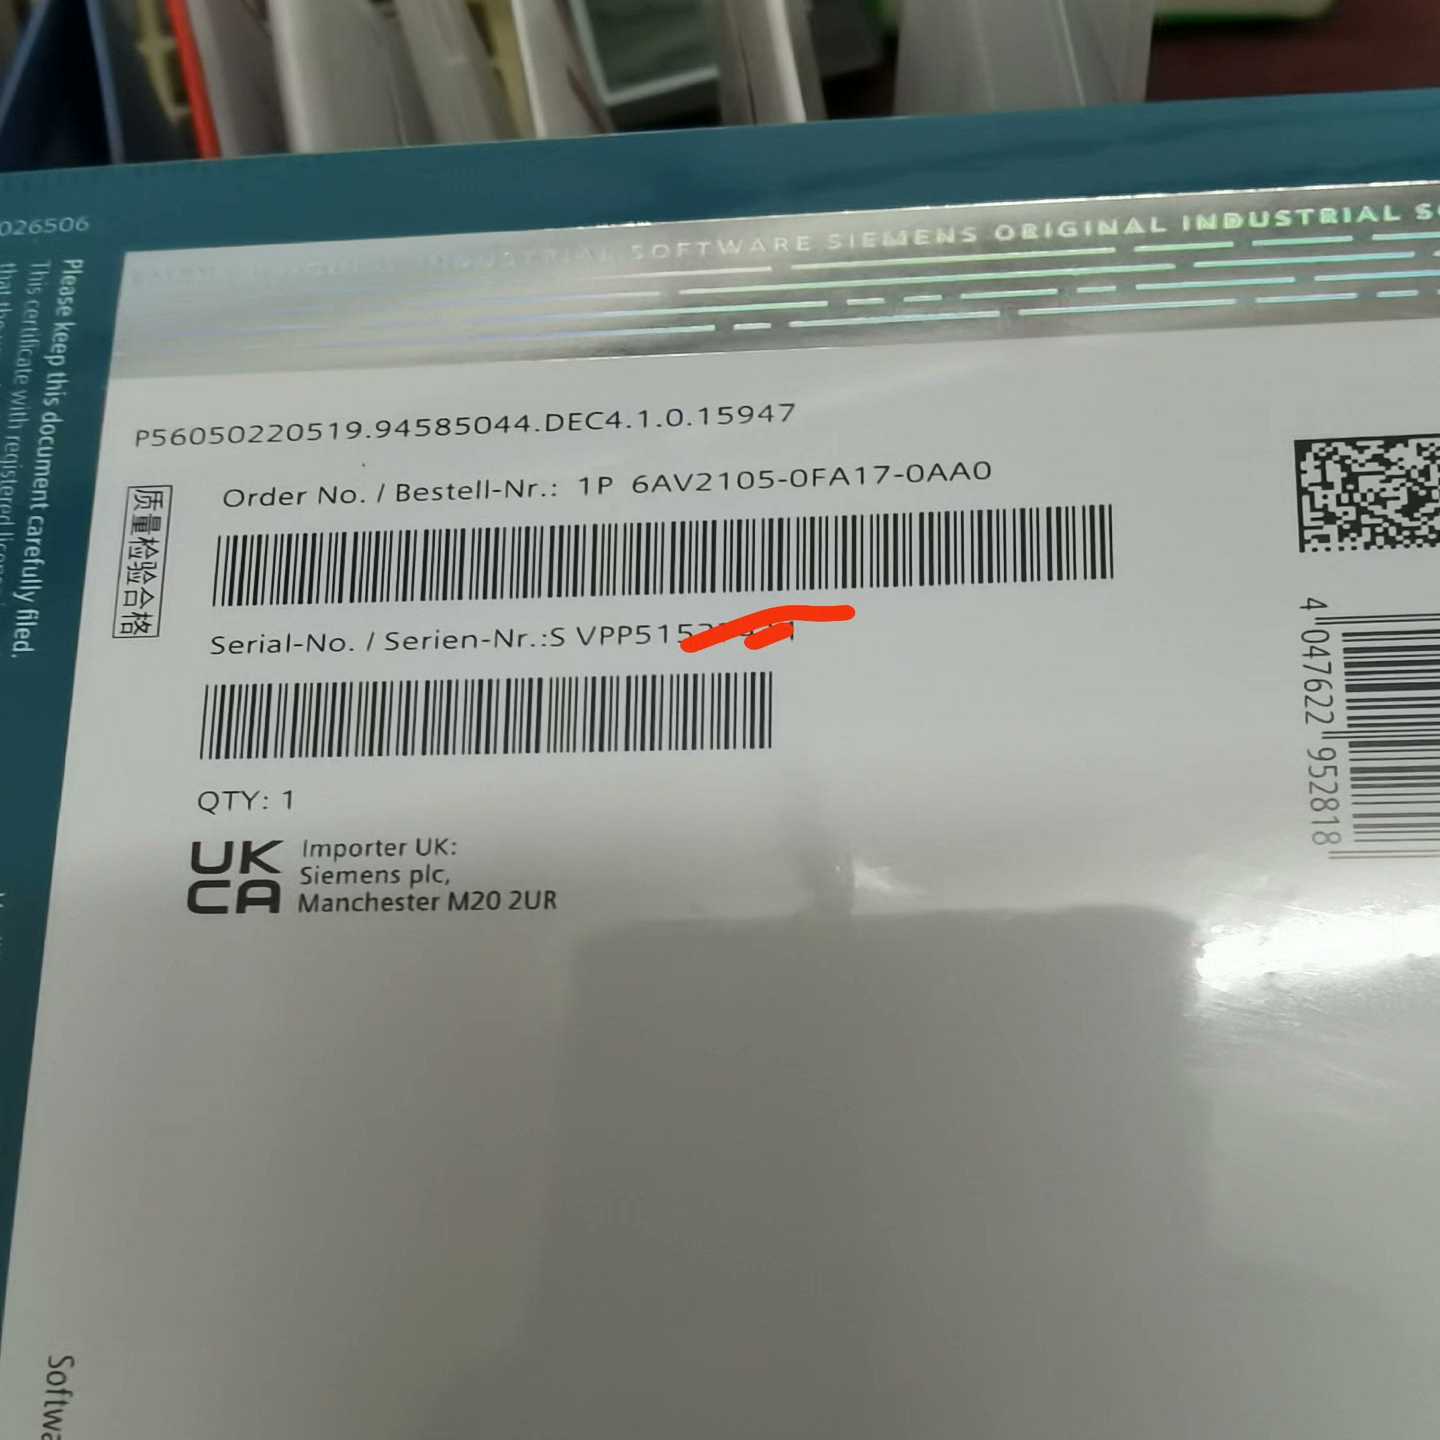 026506
Please keep this document carefully filed.
This certificate with registered
SOFTWARE SIEMENS ORIGINAL INDUSTRIAL
P56050220519.94585044.DEC4.1.0.15947
Order No. / Bestell-Nr.: 1P 6AV2105-0FA17-0AA0
质量检验合格
Serial-No. / Serien-Nr.:S VPP515
QTY: 1
UK
CA
Importer UK:
Siemens plc,
Manchester M20 2UR
4 047622 952818